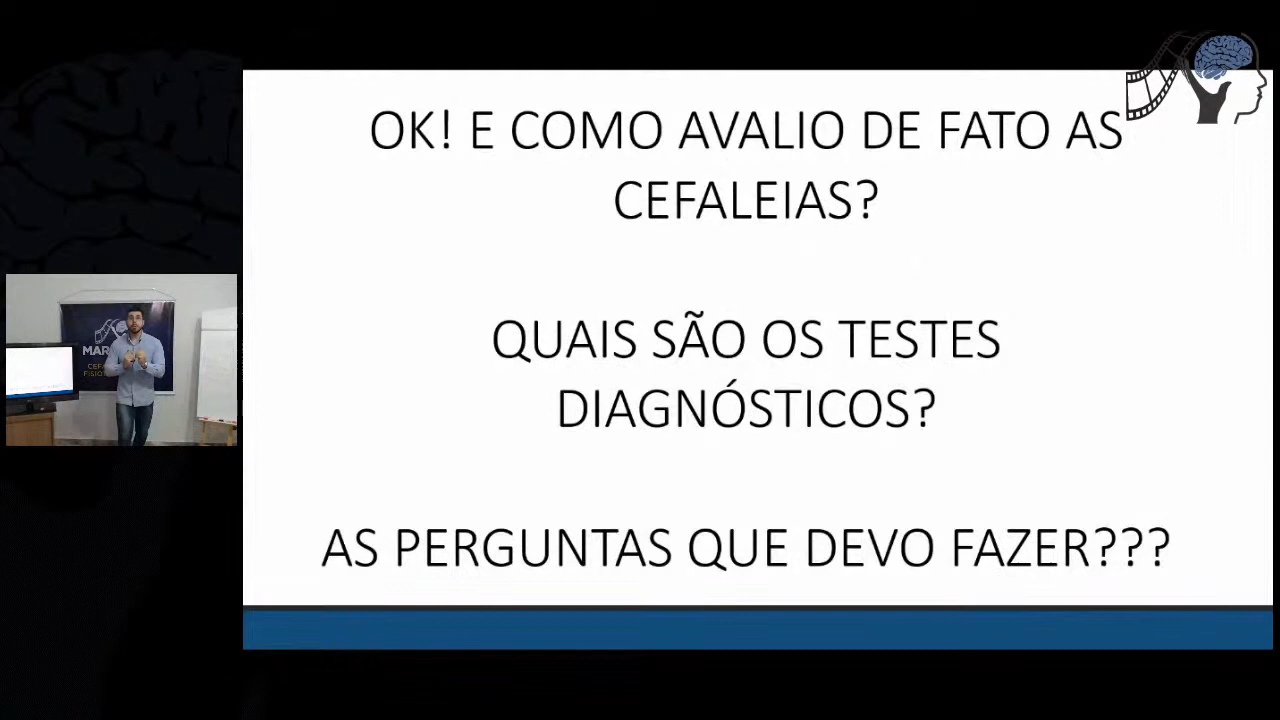 OK! E COMO AVALIO DE FATO AS
CEFALEIAS?
QUAIS SÃO OS TESTES
DIAGNÓSTICOS?
AS PERGUNTAS QUE DEVO FAZER???